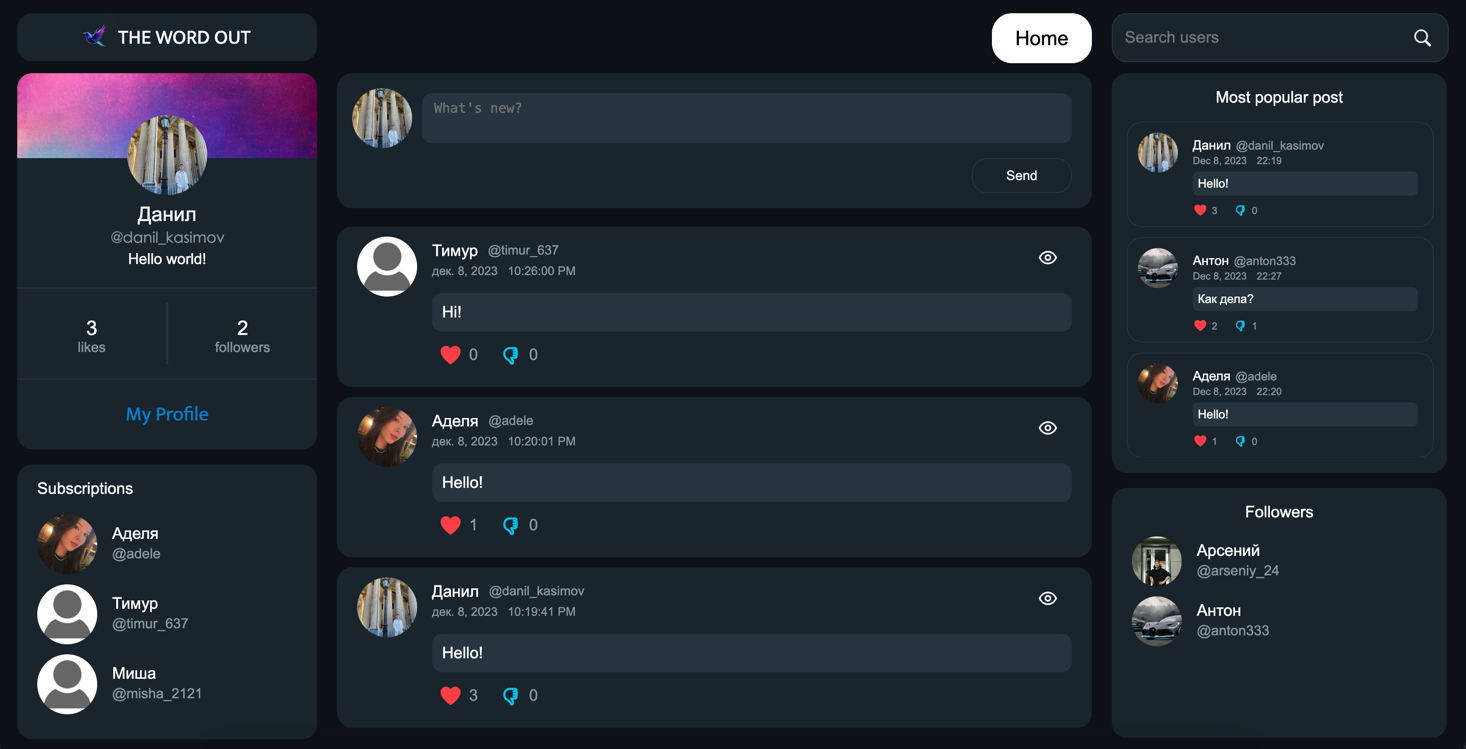 THE WORD OUT
Home
Search users
Данил
@danil_kasimov
Hello world!
3
likes
2
followers
My Profile
Subscriptions
Аделя
@adele
Тимур
@timur_637
Миша
@misha_2121
What's new?
Send
Тимур @timur_637
дек. 8, 2023 10:26:00 PM
Hi!
0 0
Аделя @adele
дек. 8, 2023 10:20:01 PM
Hello!
1 0
Данил @danil_kasimov
дек. 8, 2023 10:19:41 PM
Hello!
3 0
Most popular post
Данил @danil_kasimov
Dec 8, 2023 22:19
Hello!
3 0
Антон @anton333
Dec 8, 2023 22:27
Как дела?
2 1
Аделя @adele
Dec 8, 2023 22:20
Hello!
1 0
Followers
Арсений
@arseniy_24
Антон
@anton333